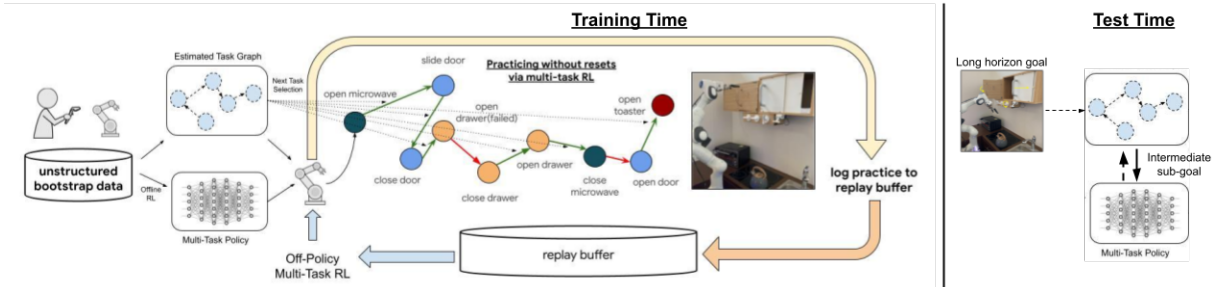 Training Time
Estimated Task Graph
Next Task
Selection
unstructured
bootstrap data
Offline
RL
Multi-Task Policy
Practicing without resets
via multi-task RL
slide door
open microwave
open
drawer(failed)
close door
close drawer
open drawer
close
microwave
open door
open
toaster
log practice to
replay buffer
replay buffer
Off-Policy
Multi-Task RL
Test Time
Long horizon goal
Intermediate
sub-goal
Multi-Task Policy